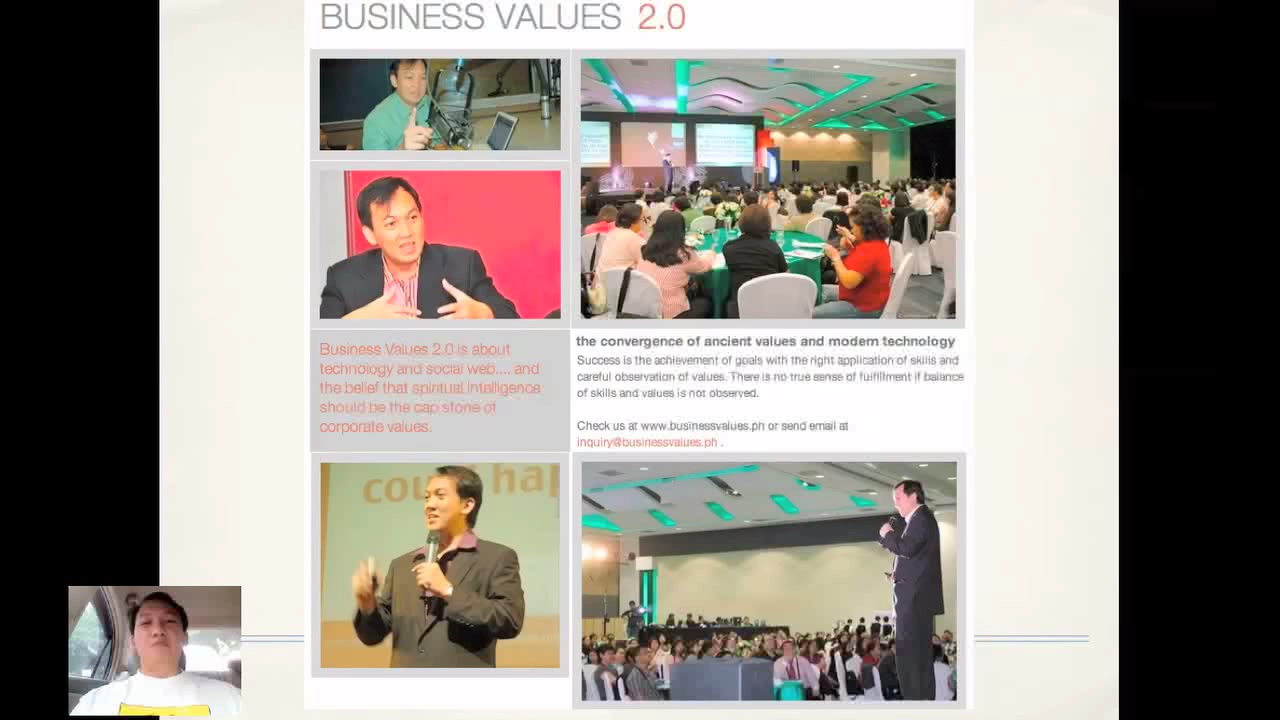 BUSINESS VALUES 2.0
Business Values 2.0 is about
technology and social web.... and
the belief that spiritual intelligence
should be the cap stone of
corporate values.
the convergence of ancient values and modern technology
Success is the achievement of goals with the right application of skills and
careful observation of values. There is no true sense of fulfillment if balance
of skills and values is not observed.
Check us at www.businessvalues.ph or send email at
inquiry@businessvalues.ph .
could hap